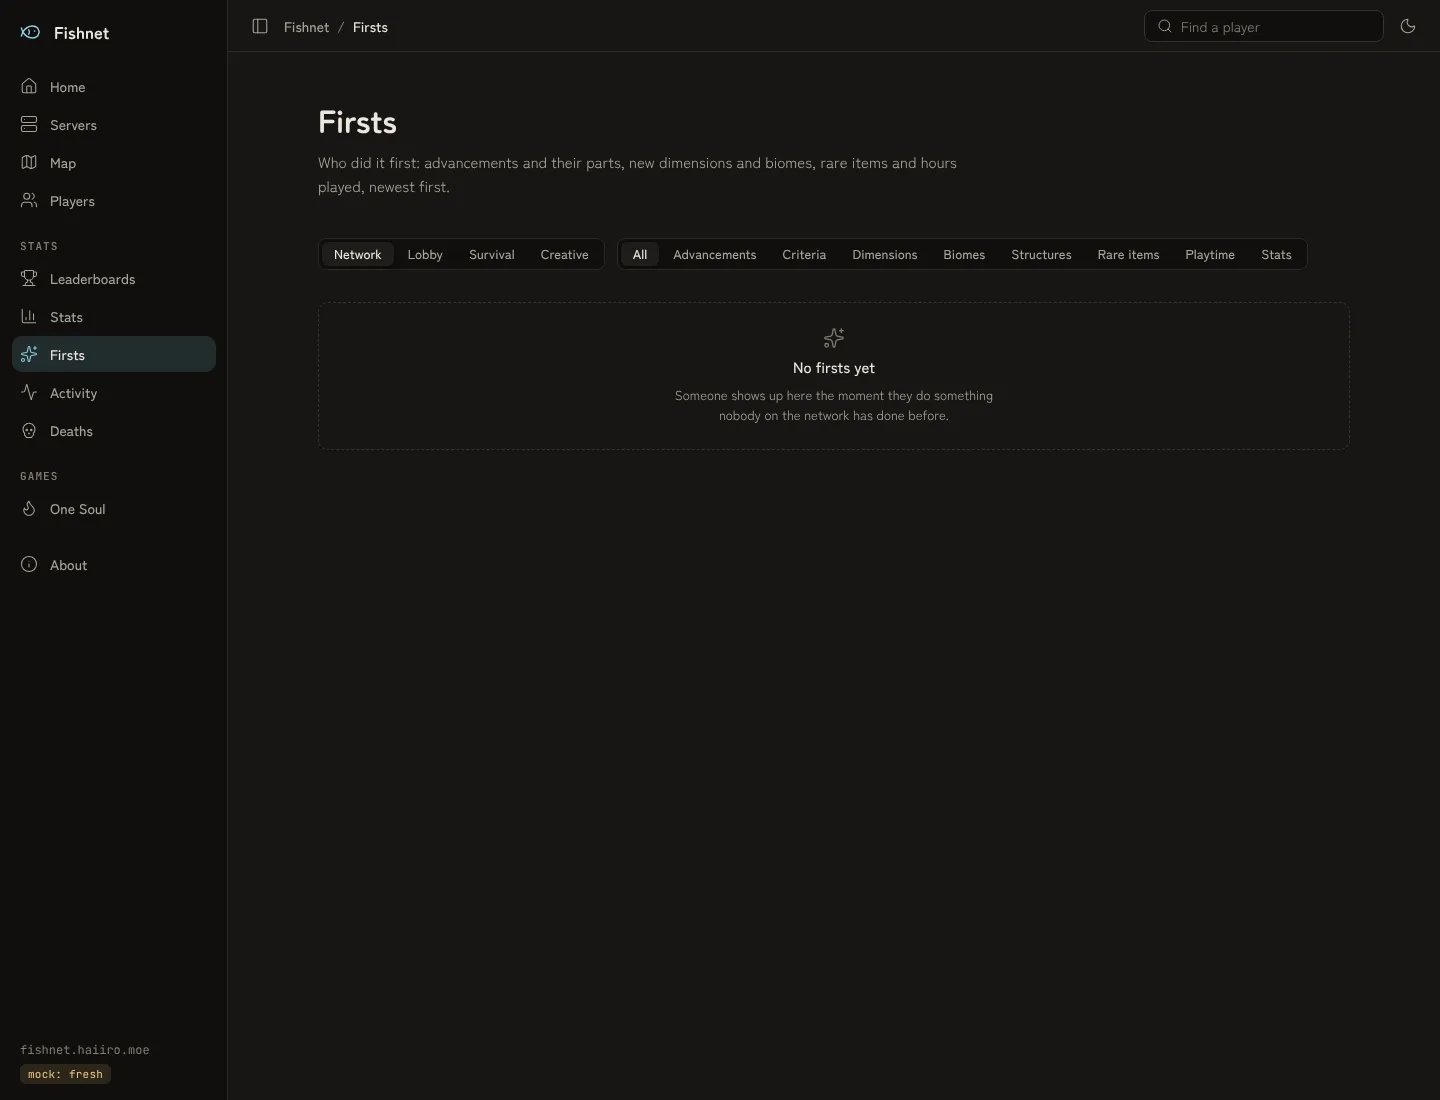 Fishnet
Home
Servers
Map
Players
STATS
Leaderboards
Stats
Firsts
Activity
Deaths
GAMES
One Soul
About
fishnet.haiiro.moe
mock: fresh
Fishnet / Firsts
Find a player
Firsts
Who did it first: advancements and their parts, new dimensions and biomes, rare items and hours
played, newest first.
Network Lobby Survival Creative
All Advancements Criteria Dimensions Biomes Structures Rare items Playtime Stats
No firsts yet
Someone shows up here the moment they do something
nobody on the network has done before.